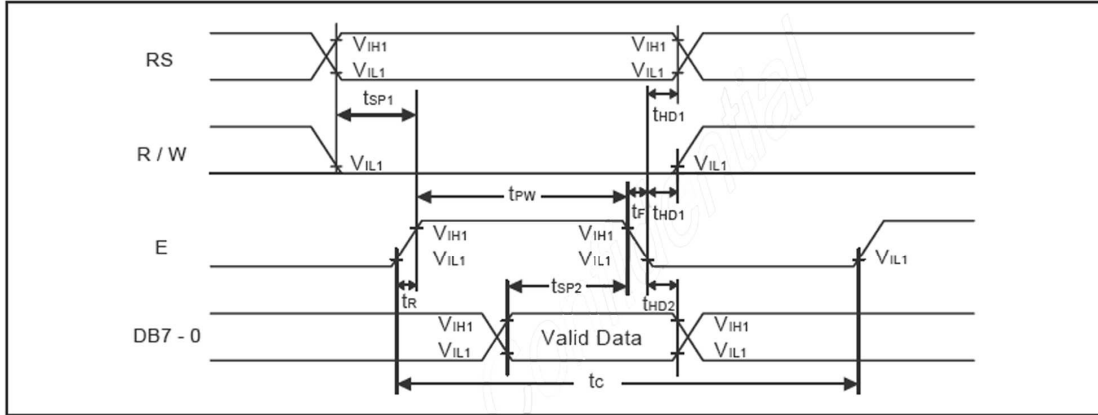 RS
VIH1
VIL1
VIH1
VIL1
tSP1
tHD1
R / W
VIL1
VIL1
tPW
tF
tHD1
E
VIH1
VIL1
VIH1
VIL1
VIL1
tR
tSP2
tHD2
DB7 - 0
VIH1
VIL1
Valid Data
VIH1
VIL1
tC
Confidential